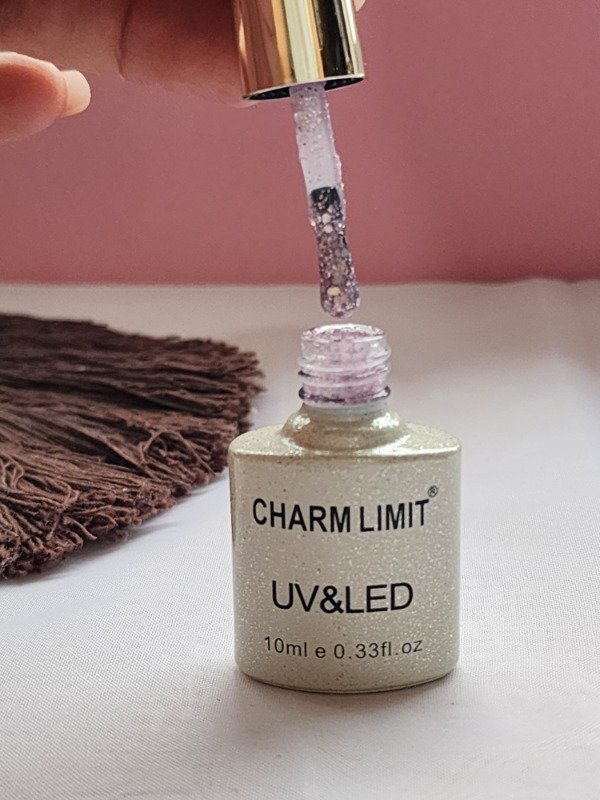 CHARM LIMIT®
UV&LED
10ml e 0.33fl.oz